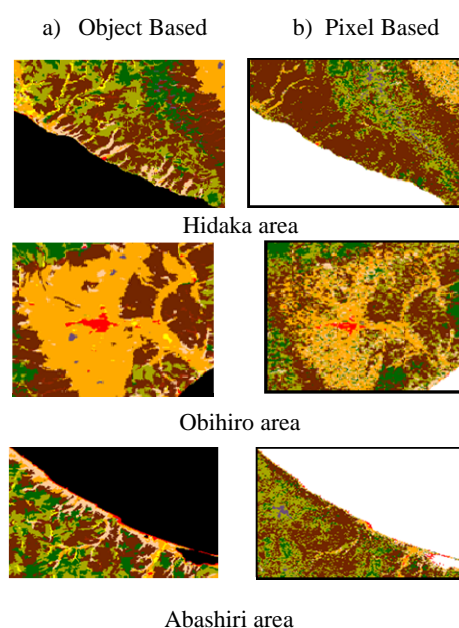 a) Object Based
b) Pixel Based
Hidaka area
Obihiro area
Abashiri area